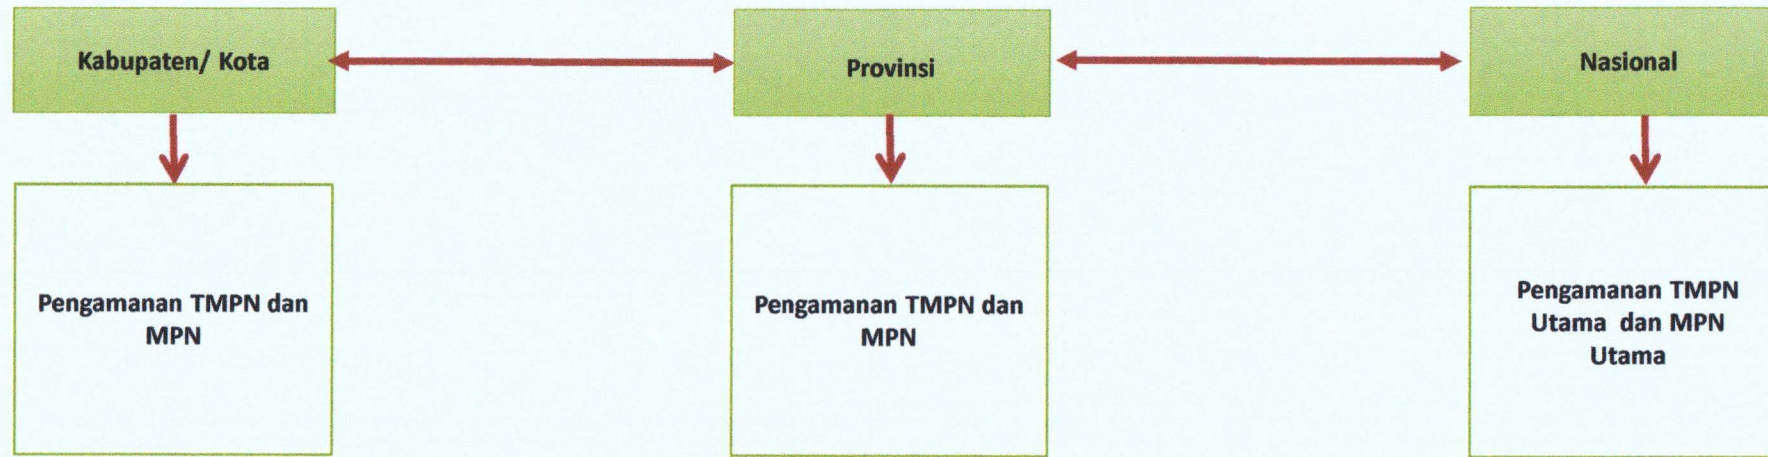 Kabupaten/ Kota
Provinsi
Nasional
Pengamanan TMPN dan
MPN
Pengamanan TMPN dan
MPN
Pengamanan TMPN
Utama dan MPN
Utama